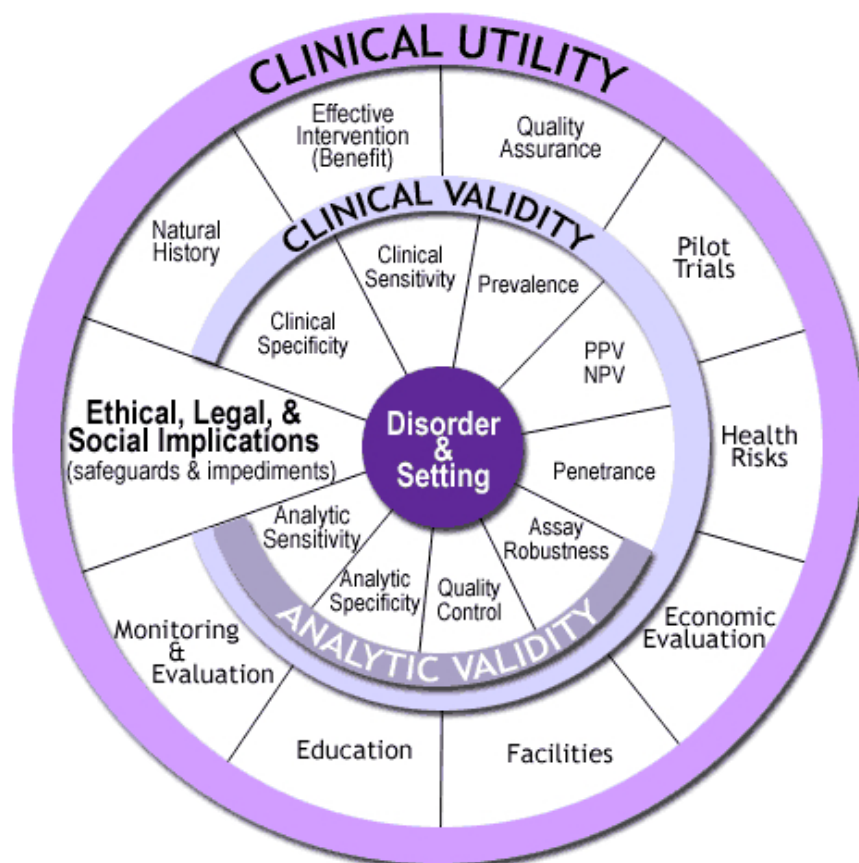 CLINICAL UTILITY
Effective
Intervention
(Benefit)
Quality
Assurance
Natural
History
CLINICAL VALIDITY
Pilot
Trials
Clinical
Sensitivity
Prevalence
Clinical
Specificity
PPV
NPV
Ethical, Legal, &
Social Implications
(safeguards & impediments)
Disorder
&
Setting
Health
Risks
Penetrance
Analytic
Sensitivity
Assay
Robustness
Analytic
Specificity
Quality
Control
ANALYTIC VALIDITY
Monitoring
&
Evaluation
Economic
Evaluation
Education
Facilities